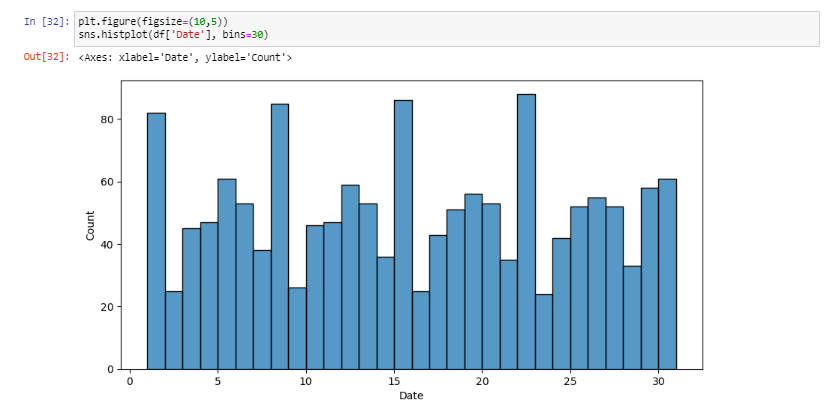 In [32]: plt.figure(figsize=(10,5))
sns.histplot(df['Date'], bins=30)
Out[32]: <Axes: xlabel='Date', ylabel='Count'>
80
60
40
20
0
Count
0 5 10 15 20 25 30
Date